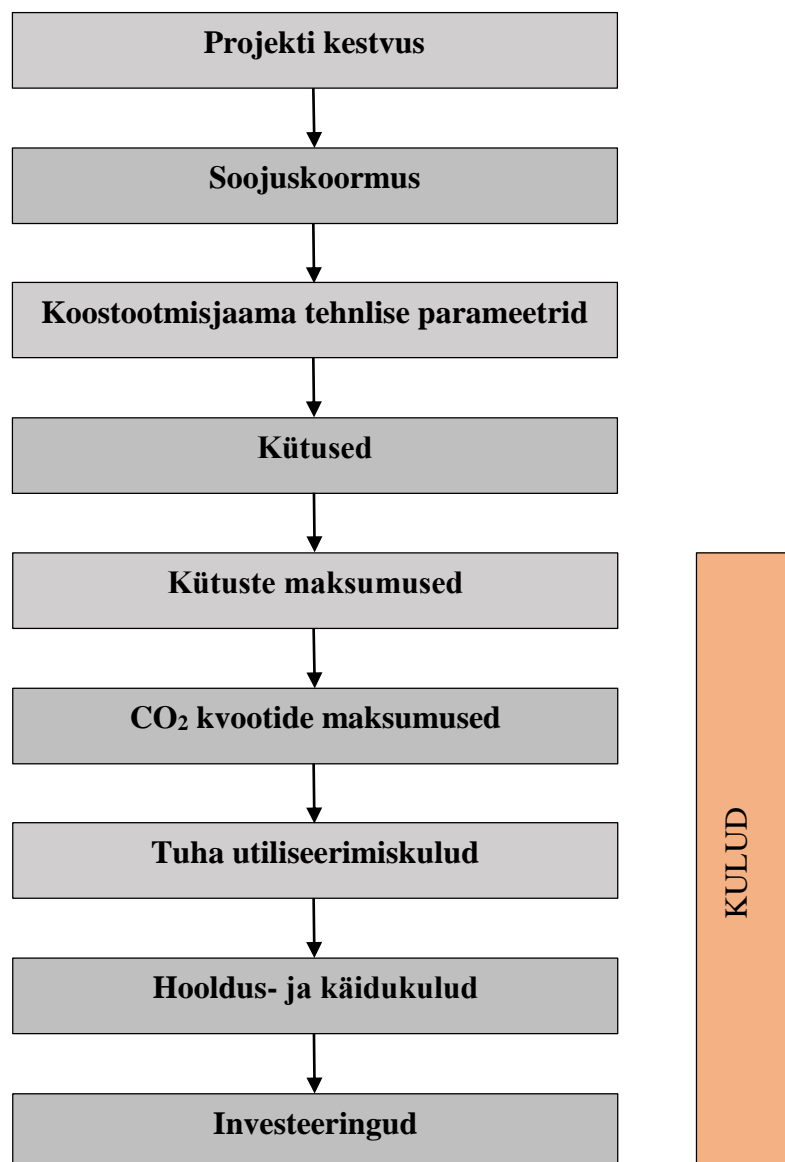 Projekti kestvus
Soojuskoormus
Koostootmisjaama tehnlise parameetrid
Kütused
Kütuste maksumused
CO₂ kvootide maksumused
Tuha utiliseerimiskulud
Hooldus- ja käidukulud
Investeeringud
KULUD